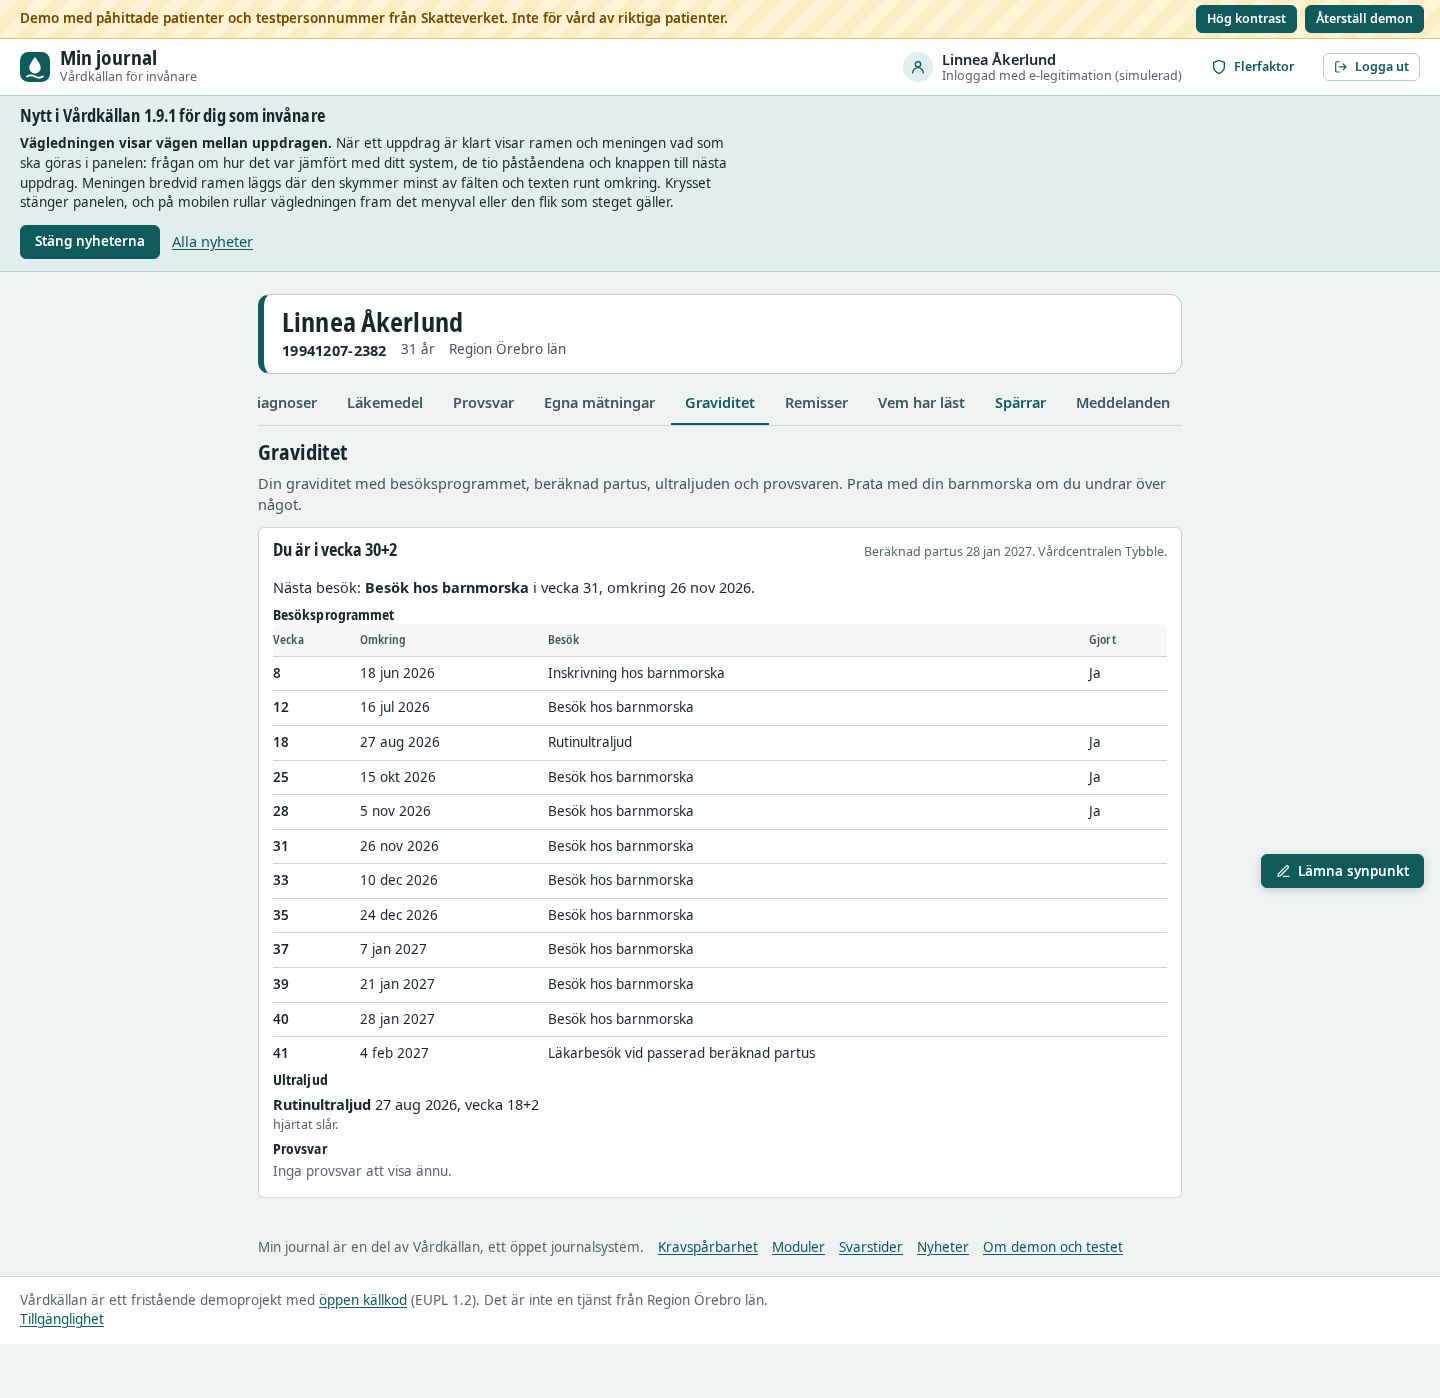 Demo med påhittade patienter och testpersonnummer från Skatteverket. Inte för vård av riktiga patienter.
Hög kontrast
Återställ demon
Min journal
Vårdkällan för invånare
Linnea Åkerlund
Inloggad med e-legitimation (simulerad)
Flerfaktor
Logga ut
Nytt i Vårdkällan 1.9.1 för dig som invånare
Vägledningen visar vägen mellan uppdragen. När ett uppdrag är klart visar ramen och meningen vad som
ska göras i panelen: frågan om hur det var jämfört med ditt system, de tio påståendena och knappen till nästa
uppdrag. Meningen bredvid ramen läggs där den skymmer minst av fälten och texten runt omkring. Krysset
stänger panelen, och på mobilen rullar vägledningen fram det menyval eller den flik som steget gäller.
Stäng nyheterna
Alla nyheter
Linnea Åkerlund
19941207-2382 31 år Region Örebro län
iagnoser Läkemedel Provsvar Egna mätningar Graviditet Remisser Vem har läst Spärrar Meddelanden
Graviditet
Din graviditet med besöksprogrammet, beräknad partus, ultraljuden och provsvaren. Prata med din barnmorska om du undrar över
något.
Du är i vecka 30+2
Beräknad partus 28 jan 2027. Vårdcentralen Tybble.
Nästa besök: Besök hos barnmorska i vecka 31, omkring 26 nov 2026.
Besöksprogrammet
Vecka Omkring Besök Gjort
8 18 jun 2026 Inskrivning hos barnmorska Ja
12 16 jul 2026 Besök hos barnmorska
18 27 aug 2026 Rutinultraljud Ja
25 15 okt 2026 Besök hos barnmorska Ja
28 5 nov 2026 Besök hos barnmorska Ja
31 26 nov 2026 Besök hos barnmorska
33 10 dec 2026 Besök hos barnmorska
35 24 dec 2026 Besök hos barnmorska
37 7 jan 2027 Besök hos barnmorska
39 21 jan 2027 Besök hos barnmorska
40 28 jan 2027 Besök hos barnmorska
41 4 feb 2027 Läkarbesök vid passerad beräknad partus
Lämna synpunkt
Ultraljud
Rutinultraljud 27 aug 2026, vecka 18+2
hjärtat slår.
Provsvar
Inga provsvar att visa ännu.
Min journal är en del av Vårdkällan, ett öppet journalsystem. Kravspårbarhet Moduler Svarstider Nyheter Om demon och testet
Vårdkällan är ett fristående demoprojekt med öppen källkod (EUPL 1.2). Det är inte en tjänst från Region Örebro län.
Tillgänglighet